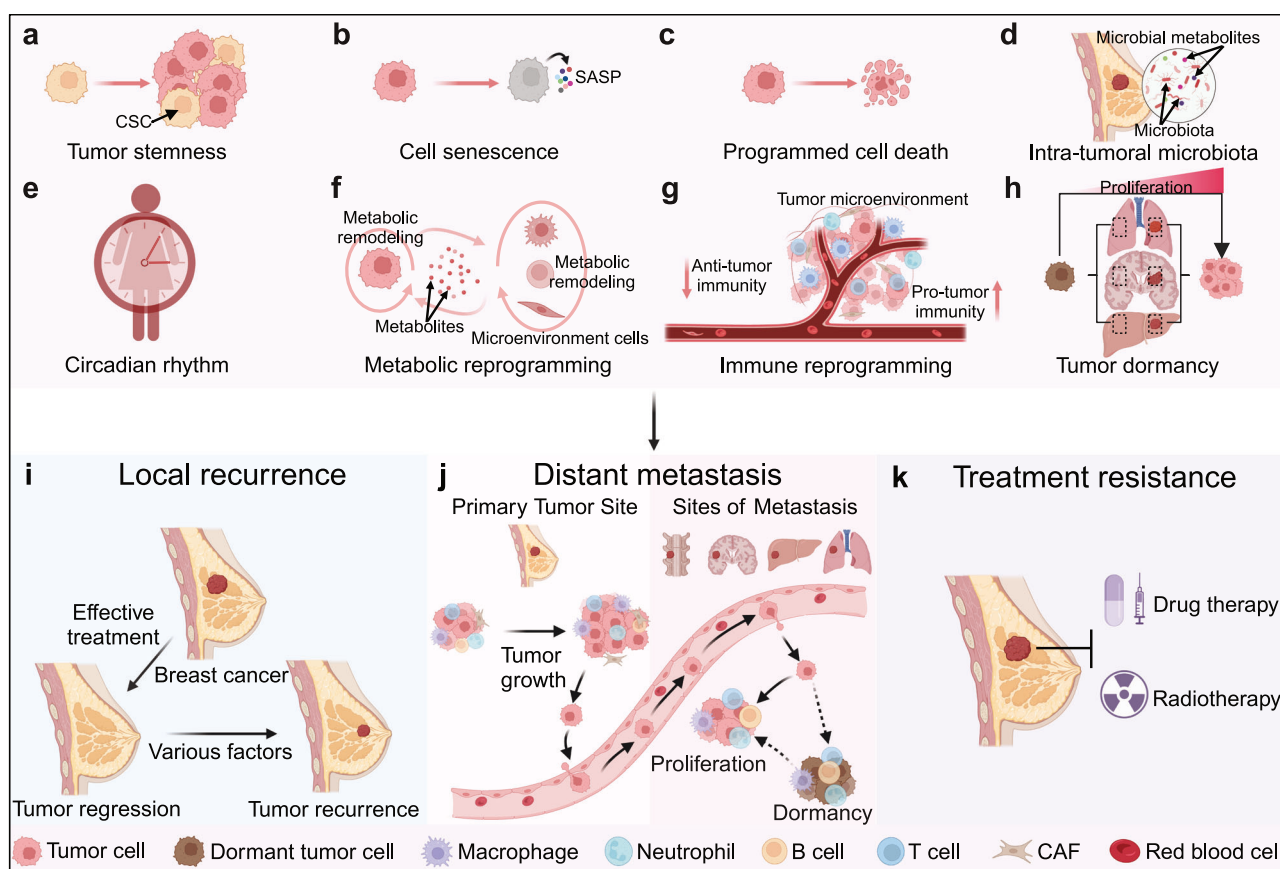 a
CSC
Tumor stemness
b
SASP
Cell senescence
c
Programmed cell death
d
Microbial metabolites
Microbiota
Intra-tumoral microbiota
e
Circadian rhythm
f
Metabolic
remodeling
Metabolites
Metabolic
remodeling
Microenvironment cells
Metabolic reprogramming
g
Tumor microenvironment
Anti-tumor
immunity
Pro-tumor
immunity
Immune reprogramming
h
Proliferation
Tumor dormancy
i
Local recurrence
Effective
treatment
Breast cancer
Various factors
Tumor regression
Tumor recurrence
j
Distant metastasis
Primary Tumor Site
Sites of Metastasis
Tumor
growth
Proliferation
Dormancy
k
Treatment resistance
Drug therapy
Radiotherapy
Tumor cell
Dormant tumor cell
Macrophage
Neutrophil
B cell
T cell
CAF
Red blood cell